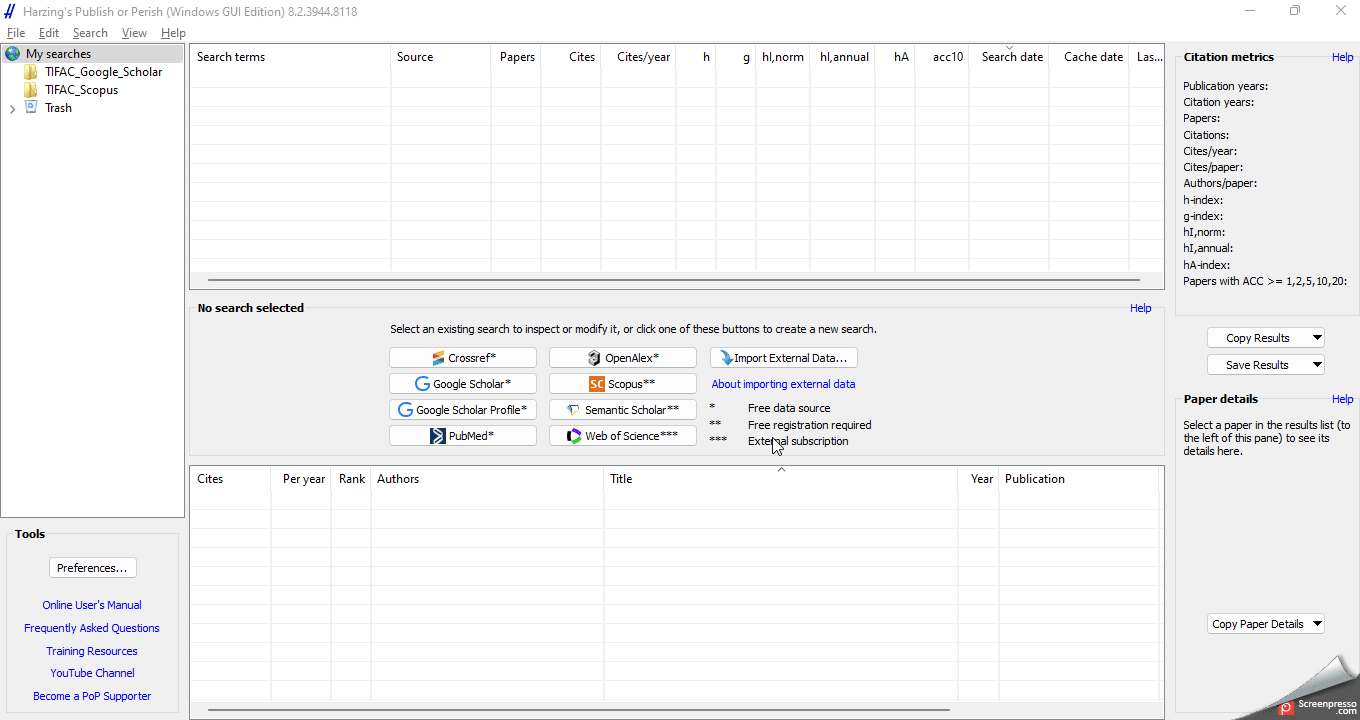 Harzing's Publish or Perish (Windows GUI Edition) 8.2.3944.8118
File Edit Search View Help
My searches
TIFAC_Google_Scholar
TIFAC_Scopus
Trash
Search terms Source Papers Cites Cites/year h g hI,norm hI,annual hA acc10 Search date Cache date Las...
Citation metrics Help
Publication years:
Citation years:
Papers:
Citations:
Cites/year:
Cites/paper:
Authors/paper:
h-index:
g-index:
hI,norm:
hI,annual:
hA-index:
Papers with ACC >= 1,2,5,10,20:
No search selected Help
Select an existing search to inspect or modify it, or click one of these buttons to create a new search.
Crossref* OpenAlex* Import External Data...
Google Scholar* SC Scopus** About importing external data
Google Scholar Profile* Semantic Scholar** * Free data source
** Free registration required
PubMed* Web of Science*** *** External subscription
Copy Results
Save Results
Paper details Help
Select a paper in the results list (to
the left of this pane) to see its
details here.
Cites Per year Rank Authors Title Year Publication
Tools
Preferences...
Online User's Manual
Frequently Asked Questions
Training Resources
YouTube Channel
Become a PoP Supporter
Copy Paper Details
Screenpresso
.com